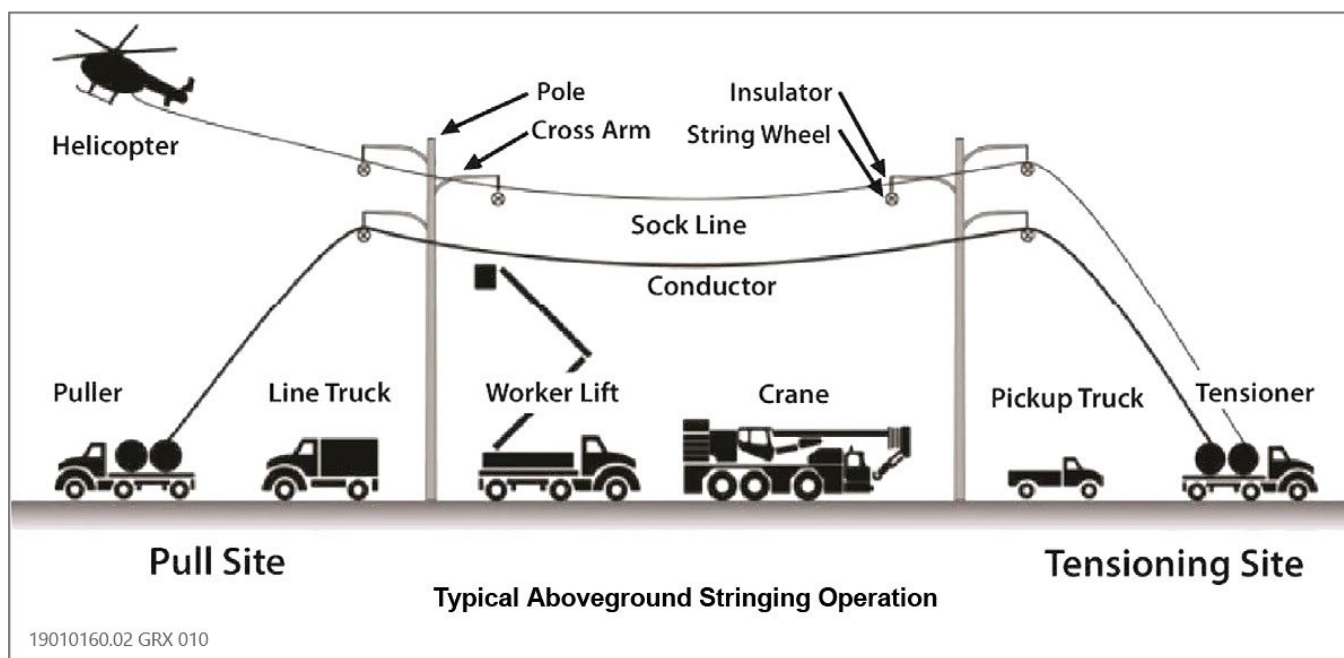 Helicopter
Pole
Cross Arm
Insulator
String Wheel
Sock Line
Conductor
Puller
Line Truck
Worker Lift
Crane
Pickup Truck
Tensioner
Pull Site
Tensioning Site
Typical Aboveground Stringing Operation
19010160.02 GRX 010